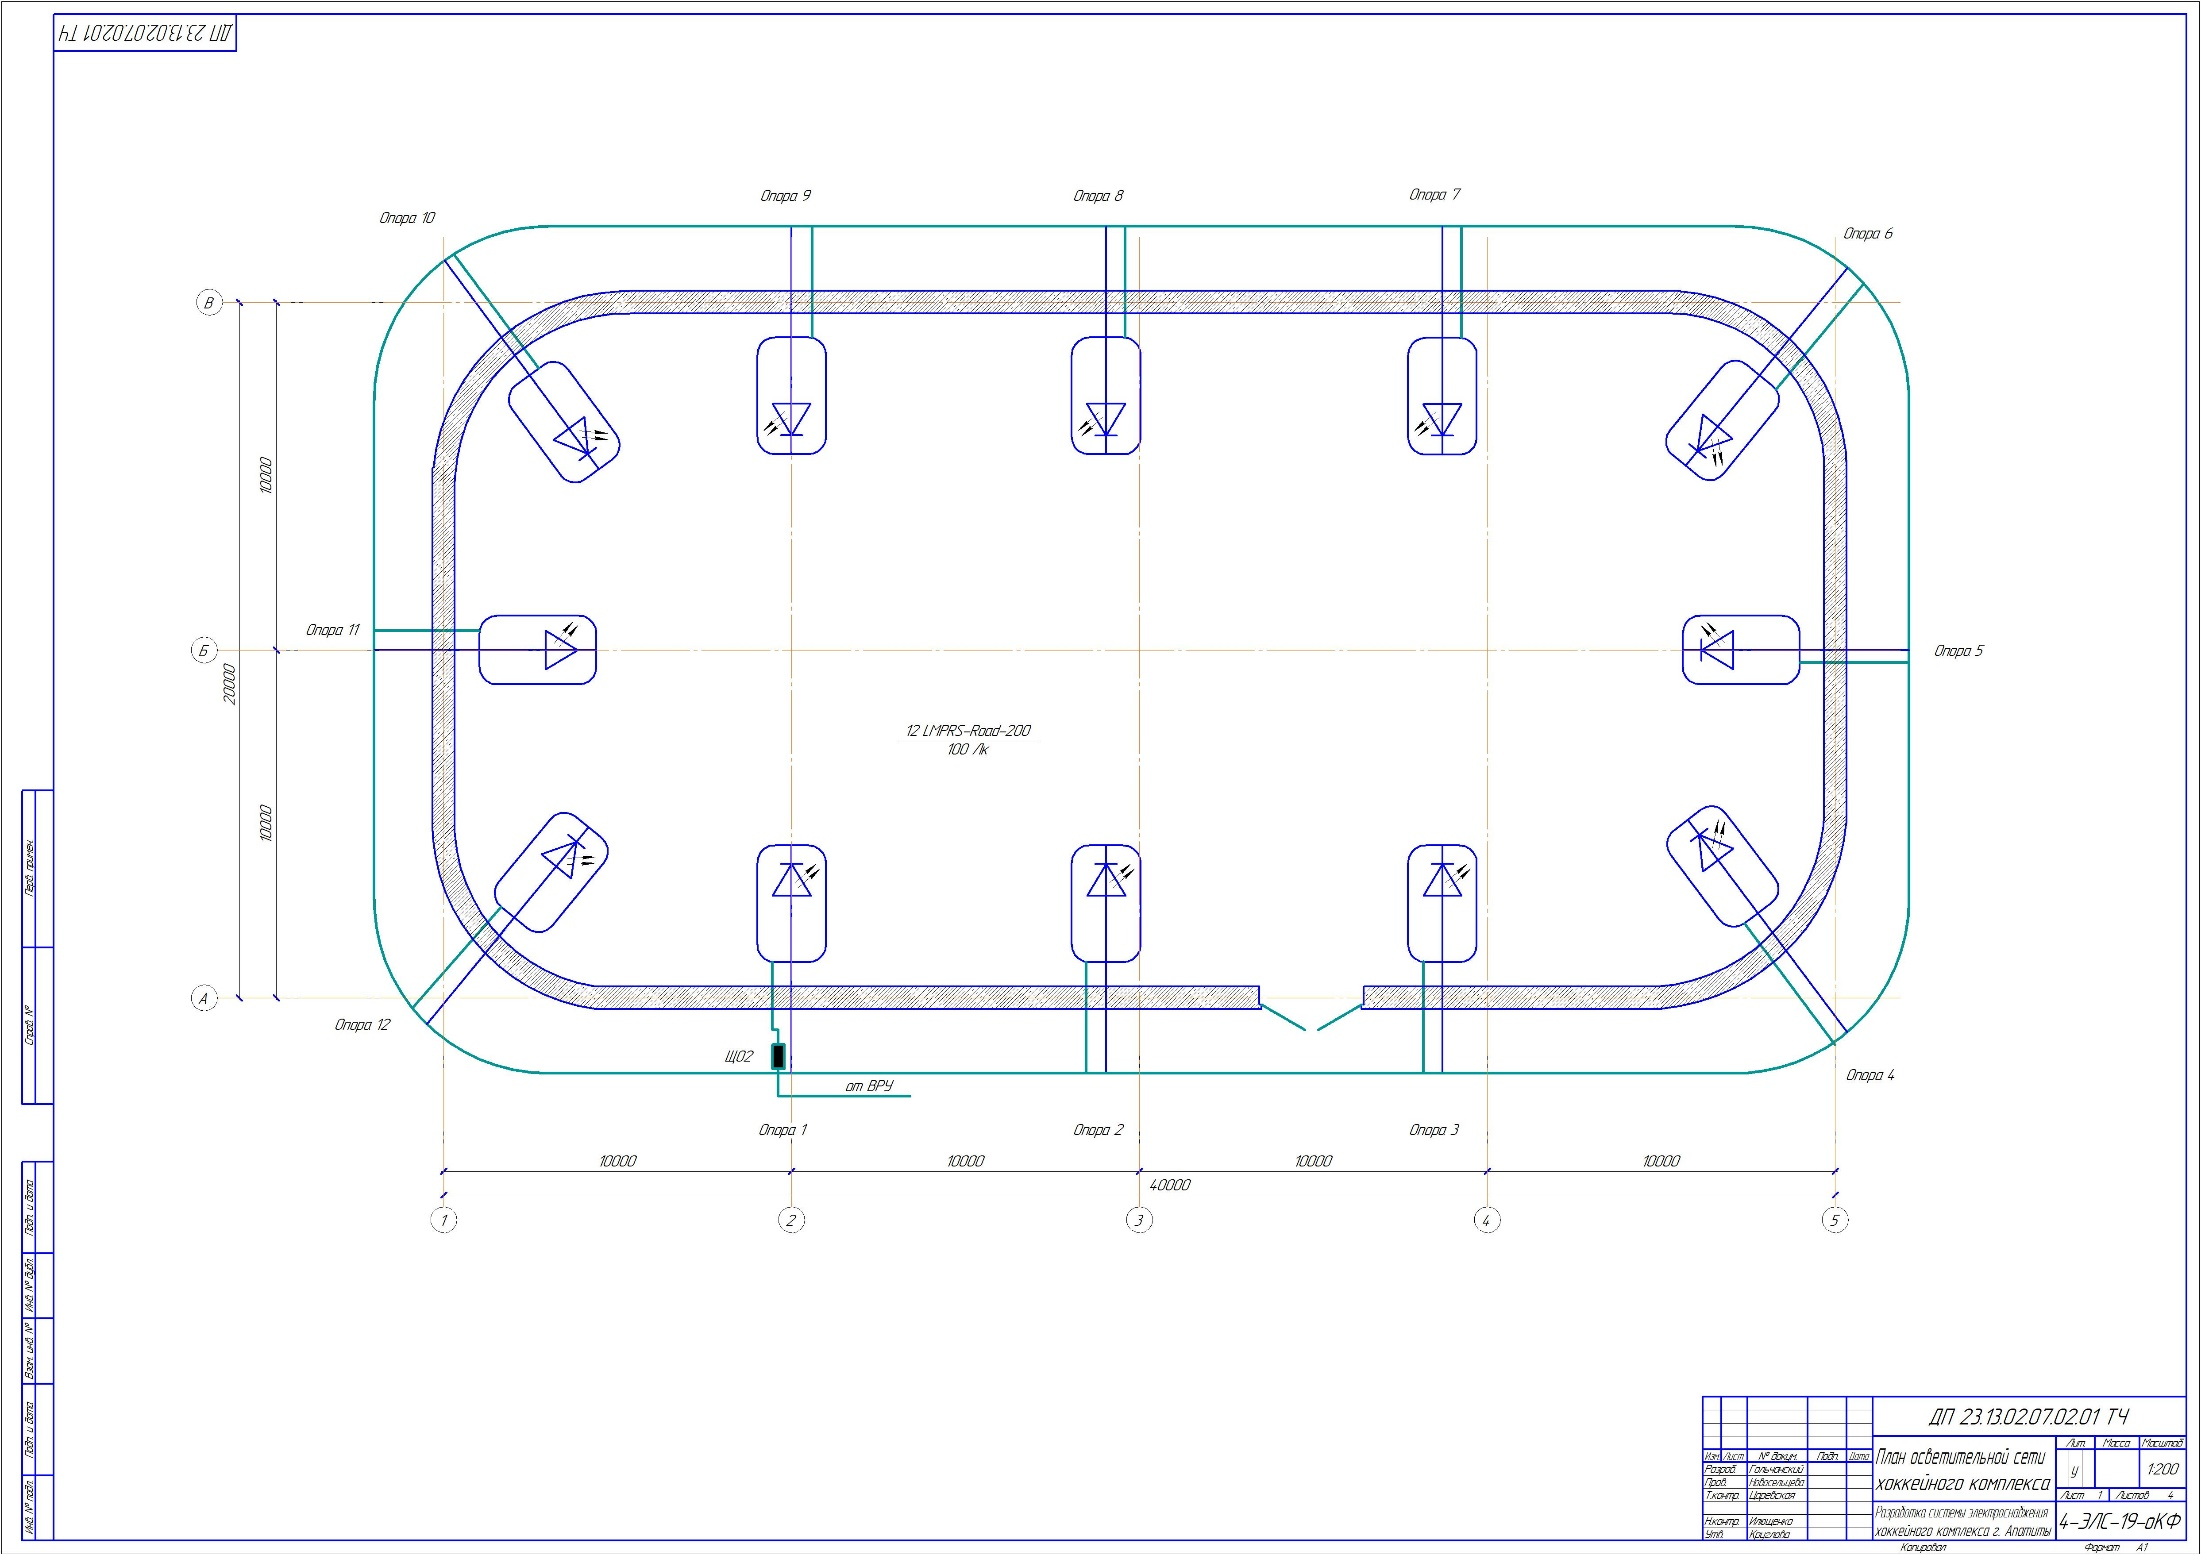 ДП 23.13.02.07.02.01 ТЧ
Опора 9
Опора 8
Опора 7
Опора 10
Опора 6
В
10000
Опора 11
Б
Опора 5
20000
12 LMPRS-Road-200
100 Лк
10000
А
Опора 12
ЩО2
от ВРУ
Опора 4
Опора 1
Опора 2
Опора 3
10000
10000
10000
10000
40000
1
2
3
4
5
Перв. примен.
Справ. №
Подп. и дата
Инв. № дубл.
Взам. инв. №
Подп. и дата
Инв. № подл.
ДП 23.13.02.07.02.01 ТЧ
Изм. Лист № докум. Подп. Дата
Разраб. Гольчанский
Пров. Новосельцева
Т.контр. Царевская
Н.контр. Илющенко
Утв. Круглова
План осветительной сети
хоккейного комплекса
Лит. Масса Масштаб
у 1:200
Лист 1 Листов 4
Разработка системы электроснабжения
хоккейного комплекса г. Апатиты
4-ЭЛС-19-оКФ
Копировал Формат А1